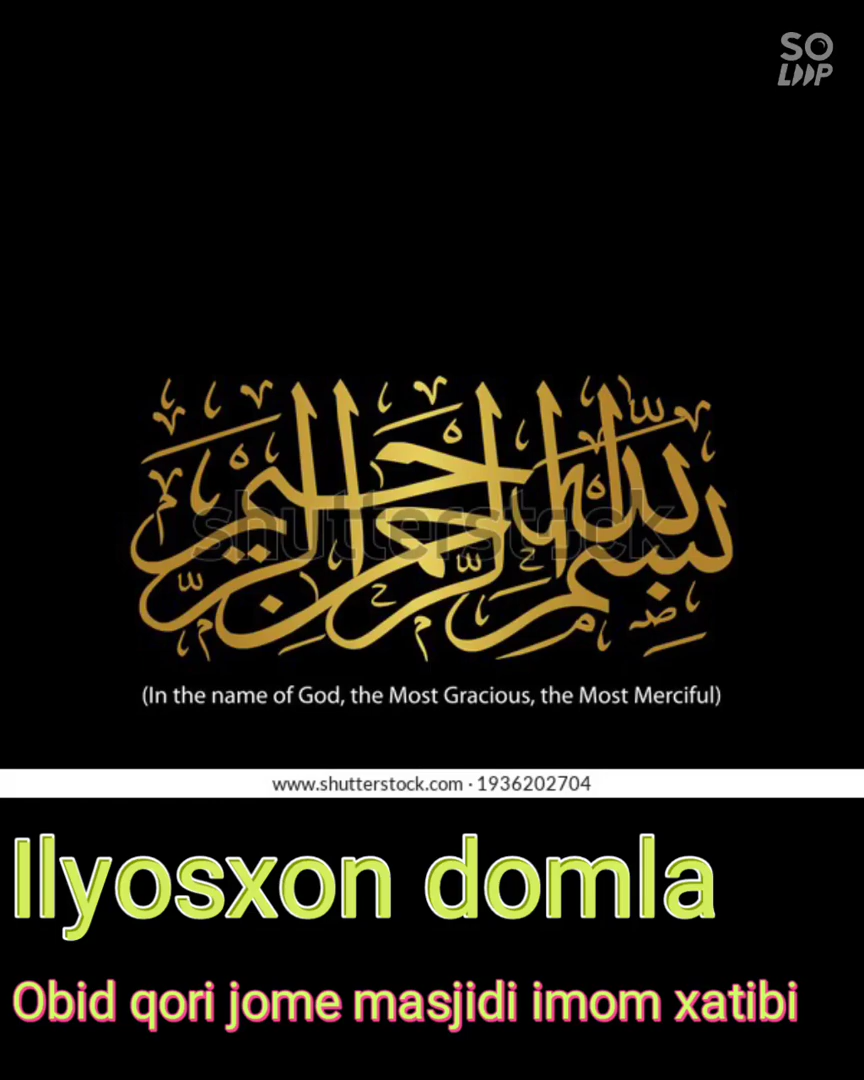 SO
LOOP
بسم الله الرحمن الرحيم
shutterstock
(In the name of God, the Most Gracious, the Most Merciful)
www.shutterstock.com · 1936202704
Ilyosxon domla
Obid qori jome masjidi imom xatibi